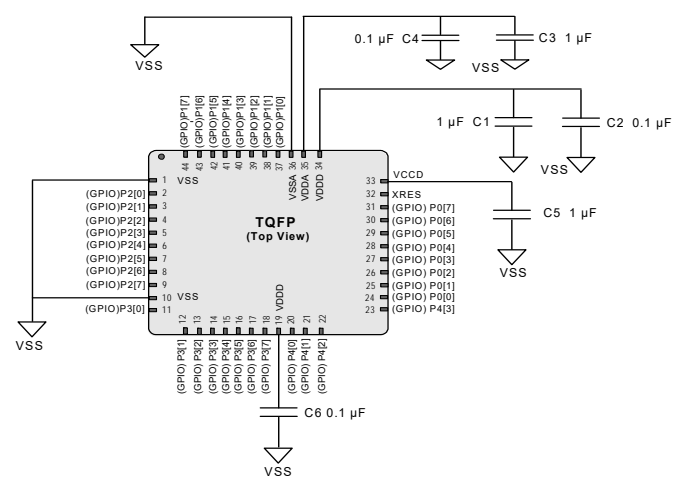 VSS
0.1 µF C4
C3 1 µF
VSS
1 µF C1
C2 0.1 µF
VSS
(GPIO)P1[7]
(GPIO)P1[6]
(GPIO)P1[5]
(GPIO)P1[4]
(GPIO)P1[3]
(GPIO)P1[2]
(GPIO)P1[1]
(GPIO)P1[0]
44
43
42
41
40
39
38
37
36
35
34
VSSA
VDDA
VDDD
TQFP
(Top View)
1 VSS
(GPIO)P2[0] 2
(GPIO)P2[1] 3
(GPIO)P2[2] 4
(GPIO)P2[3] 5
(GPIO)P2[4] 6
(GPIO)P2[5] 7
(GPIO)P2[6] 8
(GPIO)P2[7] 9
10 VSS
(GPIO)P3[0] 11
VSS
33 VCCD
32 XRES
31 (GPIO) P0[7]
30 (GPIO) P0[6]
29 (GPIO) P0[5]
28 (GPIO) P0[4]
27 (GPIO) P0[3]
26 (GPIO) P0[2]
25 (GPIO) P0[1]
24 (GPIO) P0[0]
23 (GPIO) P4[3]
C5 1 µF
VSS
VDDD
12
13
14
15
16
17
18
19
20
21
22
(GPIO) P3[1]
(GPIO) P3[2]
(GPIO) P3[3]
(GPIO) P3[4]
(GPIO) P3[5]
(GPIO) P3[6]
(GPIO) P3[7]
(GPIO) P4[0]
(GPIO) P4[1]
(GPIO) P4[2]
C6 0.1 µF
VSS